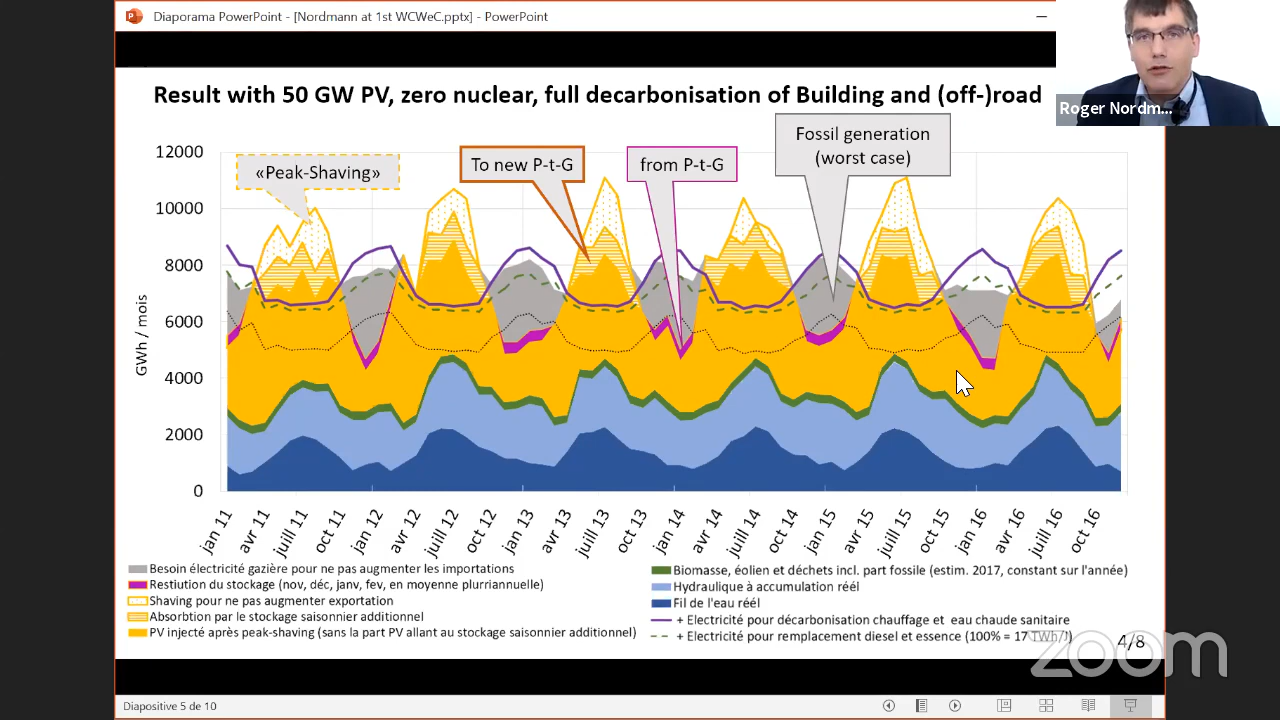 Diaporama PowerPoint - [Nordmann at 1st WCWeC.pptx] - PowerPoint
Roger Nordm...
Result with 50 GW PV, zero nuclear, full decarbonisation of Building and (off-)road
«Peak-Shaving»
To new P-t-G
from P-t-G
Fossil generation
(worst case)
GWh / mois
12000
10000
8000
6000
4000
2000
0
jan 11
avr 11
juill 11
oct 11
jan 12
avr 12
juill 12
oct 12
jan 13
avr 13
juill 13
oct 13
jan 14
avr 14
juill 14
oct 14
jan 15
avr 15
juill 15
oct 15
jan 16
avr 16
juill 16
oct 16
Besoin électricité gazière pour ne pas augmenter les importations
Restiution du stockage (nov, déc, janv, fev, en moyenne plurriannuelle)
Shaving pour ne pas augmenter exportation
Absorbtion par le stockage saisonnier additionnel
PV injecté après peak-shaving (sans la part PV allant au stockage saisonnier additionnel)
Biomasse, éolien et déchets incl. part fossile (estim. 2017, constant sur l'année)
Hydraulique à accumulation réél
Fil de l'eau réél
+ Electricité pour décarbonisation chauffage et eau chaude sanitaire
+ Electricité pour remplacement diesel et essence (100% = 17 TWh/)
4/8
zoom
Diapositive 5 de 10